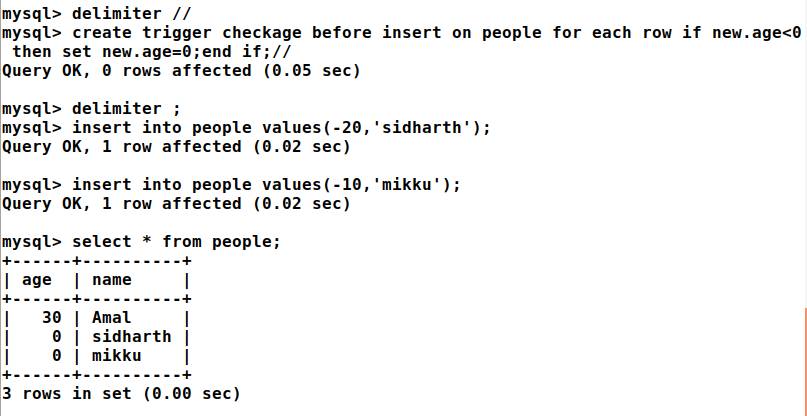 mysql> delimiter //
mysql> create trigger checkage before insert on people for each row if new.age<0
 then set new.age=0;end if;//
Query OK, 0 rows affected (0.05 sec)

mysql> delimiter ;
mysql> insert into people values(-20,'sidharth');
Query OK, 1 row affected (0.02 sec)

mysql> insert into people values(-10,'mikku');
Query OK, 1 row affected (0.02 sec)

mysql> select * from people;
+------+----------+
| age  | name     |
+------+----------+
|   30 | Amal     |
|    0 | sidharth |
|    0 | mikku    |
+------+----------+
3 rows in set (0.00 sec)